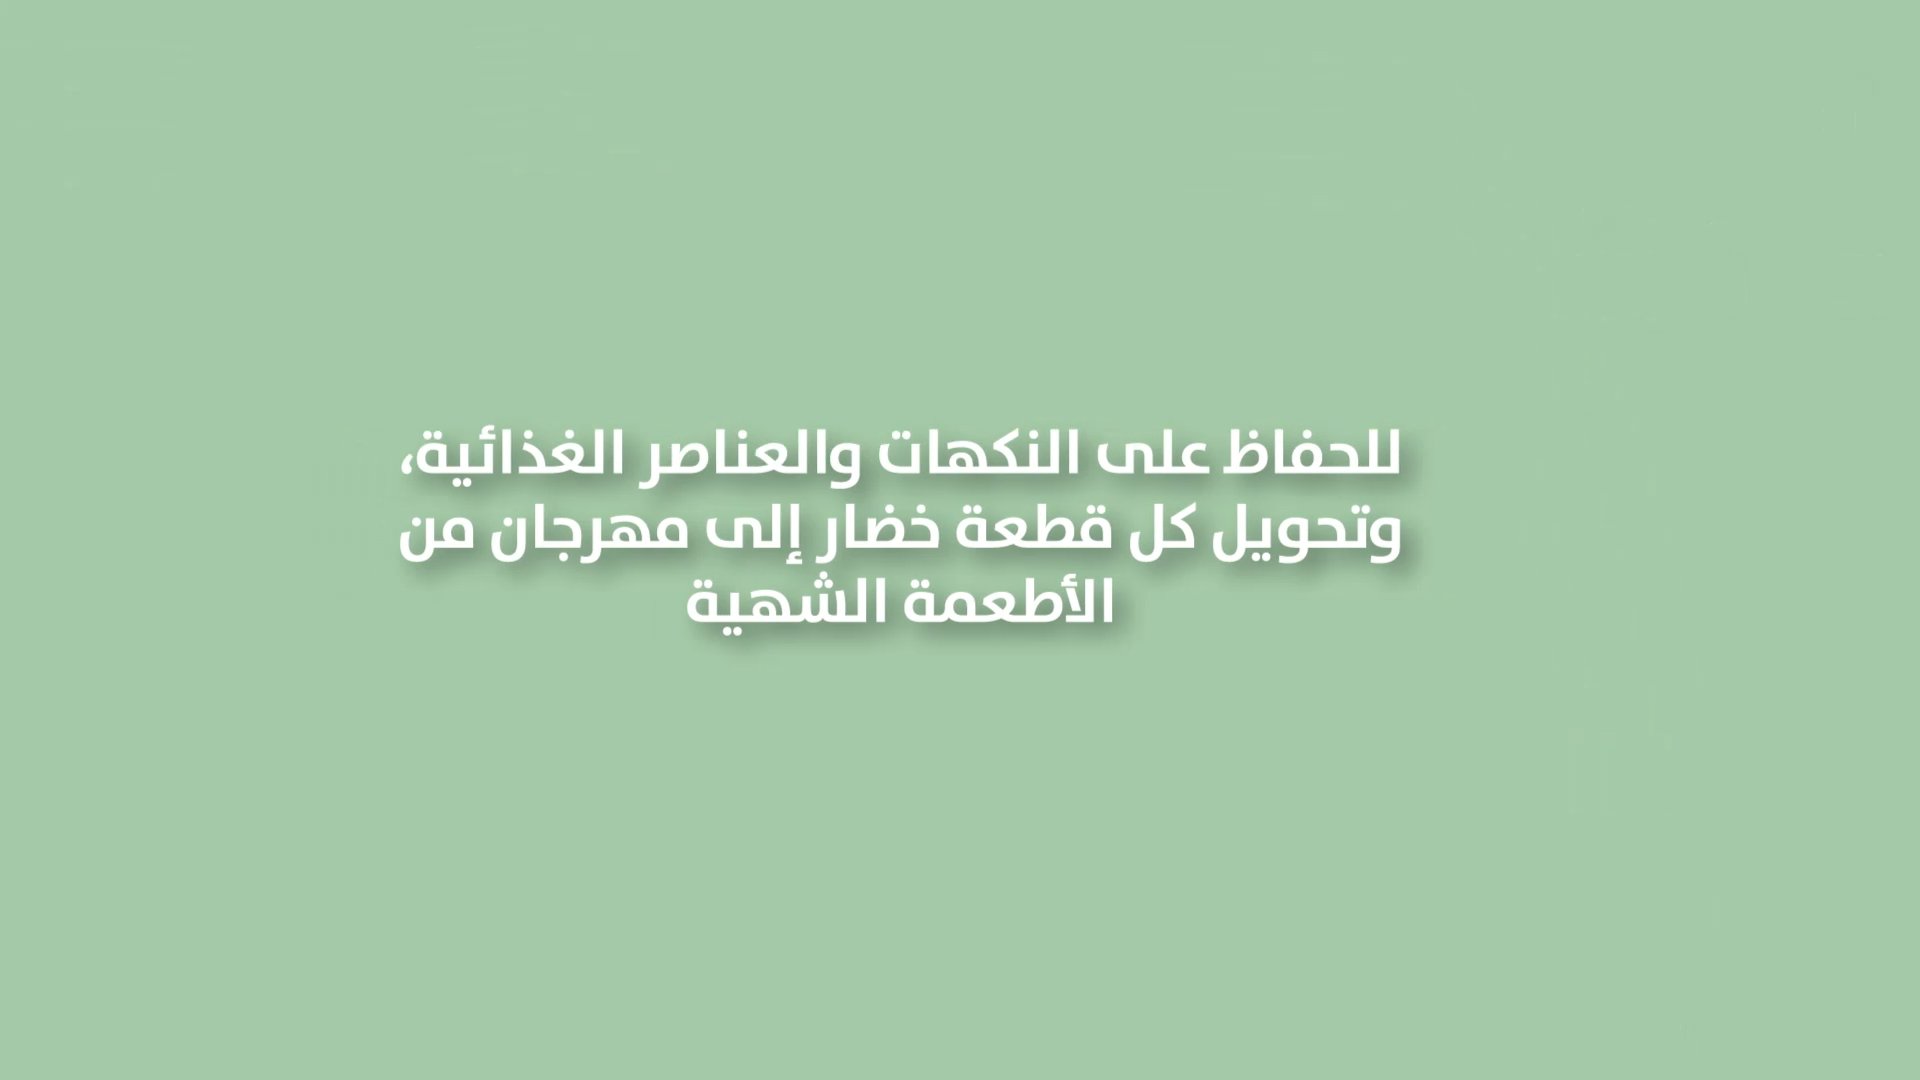 للحفاظ على النكهات والعناصر الغذائية،
وتحويل كل قطعة خضار إلى مهرجان من
الأطعمة الشهية